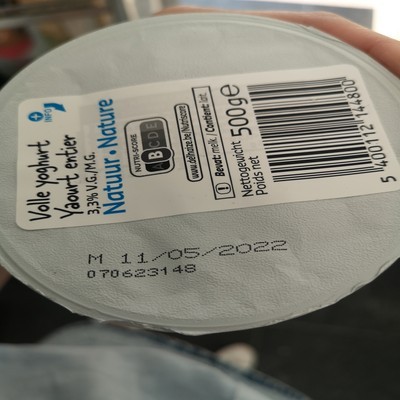 +
INFO
Volle yoghurt
Yaourt entier
3,3% V.G./M.G.
Natuur • Nature
NUTRI-SCORE
A B C D E
www.delhaize.be/Nutriscore
Bevat: melk / Contient: lait
Nettogewicht
Poids net
500g e
5 400112 144800
M 11/05/2022
070623148